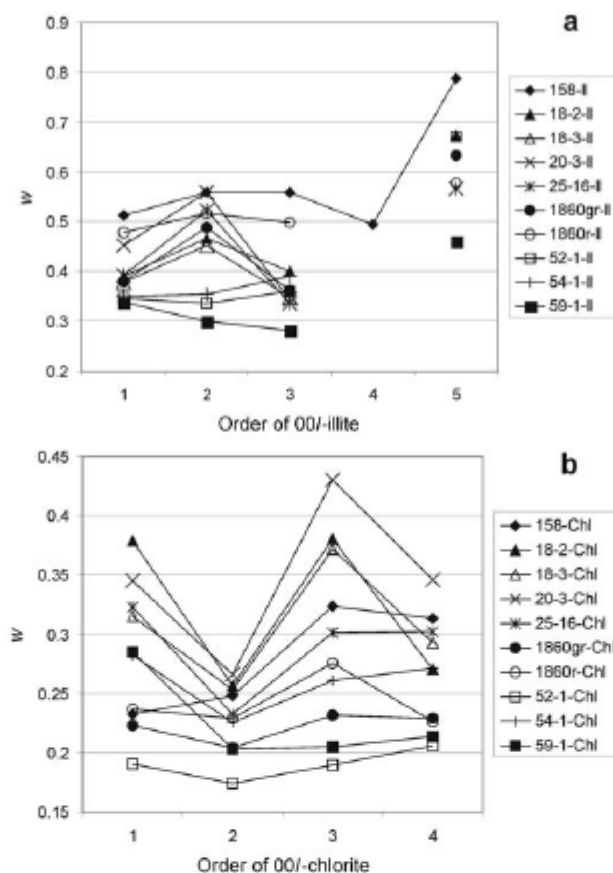 a
0.9
0.8
0.7
0.6
0.5
0.4
0.3
0.2
w
1 2 3 4 5
Order of 00l-illite
158-Il
18-2-Il
18-3-Il
20-3-Il
25-16-Il
1860gr-Il
1860r-Il
52-1-Il
54-1-Il
59-1-Il
b
0.45
0.4
0.35
0.3
0.25
0.2
0.15
w
1 2 3 4
Order of 00l-chlorite
158-Chl
18-2-Chl
18-3-Chl
20-3-Chl
25-16-Chl
1860gr-Chl
1860r-Chl
52-1-Chl
54-1-Chl
59-1-Chl